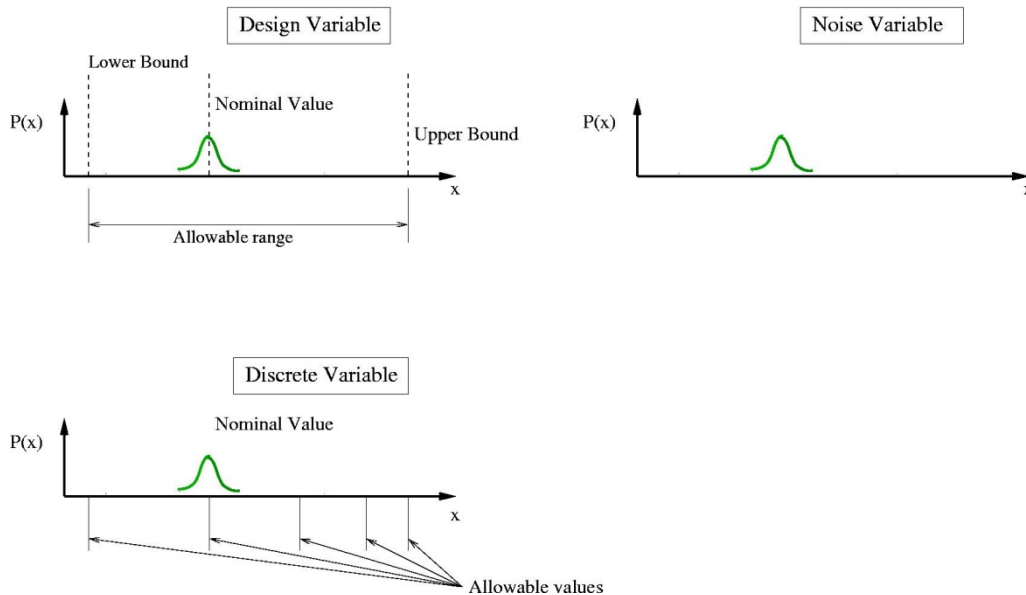 Design Variable
Noise Variable
Lower Bound
Nominal Value
P(x)
Upper Bound
x
Allowable range
P(x)
x
Discrete Variable
Nominal Value
P(x)
x
Allowable values